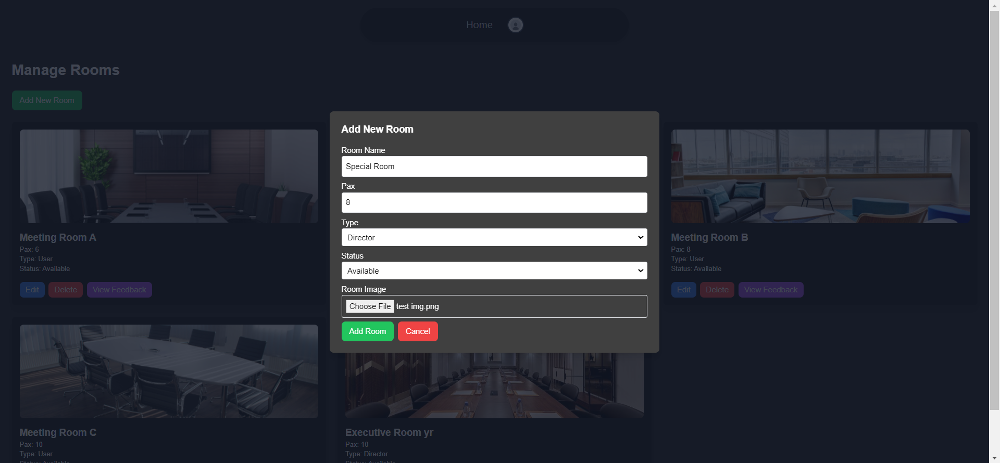 Home
Manage Rooms
Add New Room
Add New Room
Room Name
Special Room
Pax
8
Type
Director
Status
Available
Room Image
Choose File test img.png
Add Room Cancel
Meeting Room A
Pax: 6
Type: User
Status: Available
Edit Delete View Feedback
Meeting Room B
Pax: 8
Type: User
Status: Available
Edit Delete View Feedback
Meeting Room C
Pax: 10
Type: User
Executive Room yr
Pax: 10
Type: Director